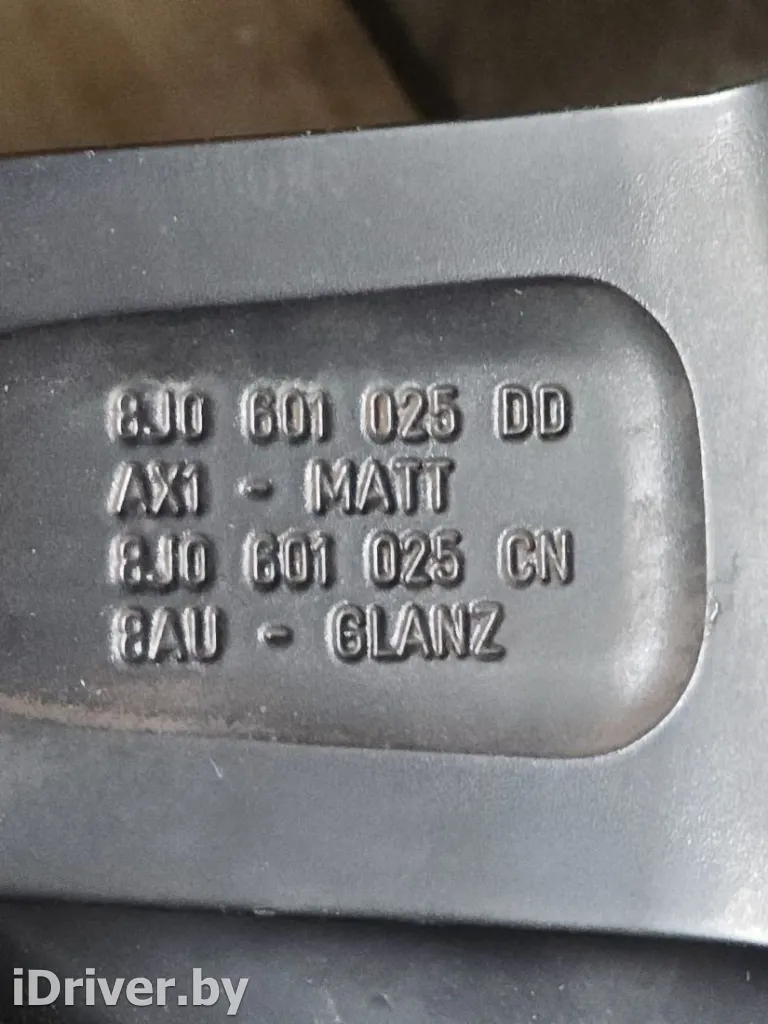 8J0 601 025 DD
AX1 - MATT
8J0 601 025 CN
8AU - GLANZ
iDriver.by